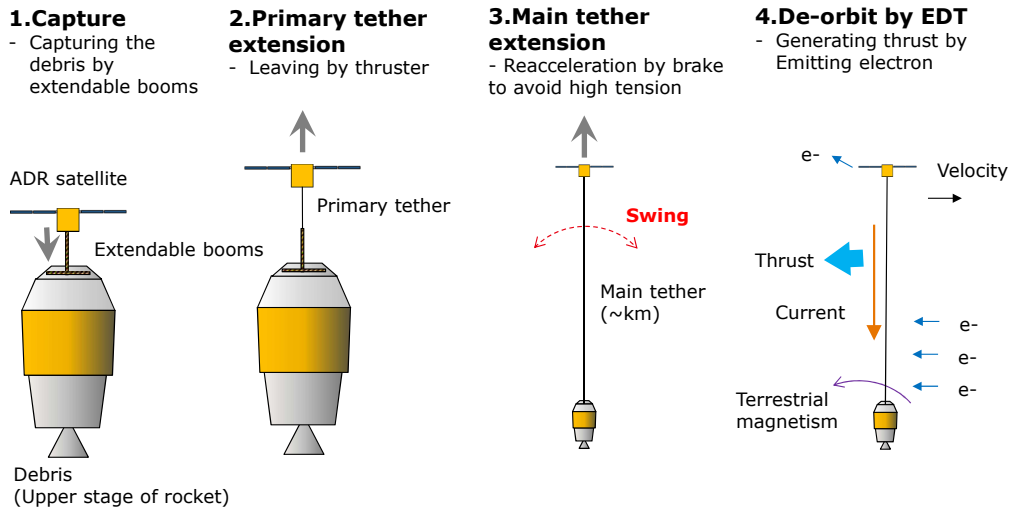 1.Capture
- Capturing the
debris by
extendable booms
ADR satellite
Extendable booms
Debris
(Upper stage of rocket)
2.Primary tether
extension
- Leaving by thruster
Primary tether
3.Main tether
extension
- Reacceleration by brake
to avoid high tension
Swing
Main tether
(~km)
4.De-orbit by EDT
- Generating thrust by
Emitting electron
e-
Velocity
Thrust
Current
e-
e-
e-
Terrestrial
magnetism